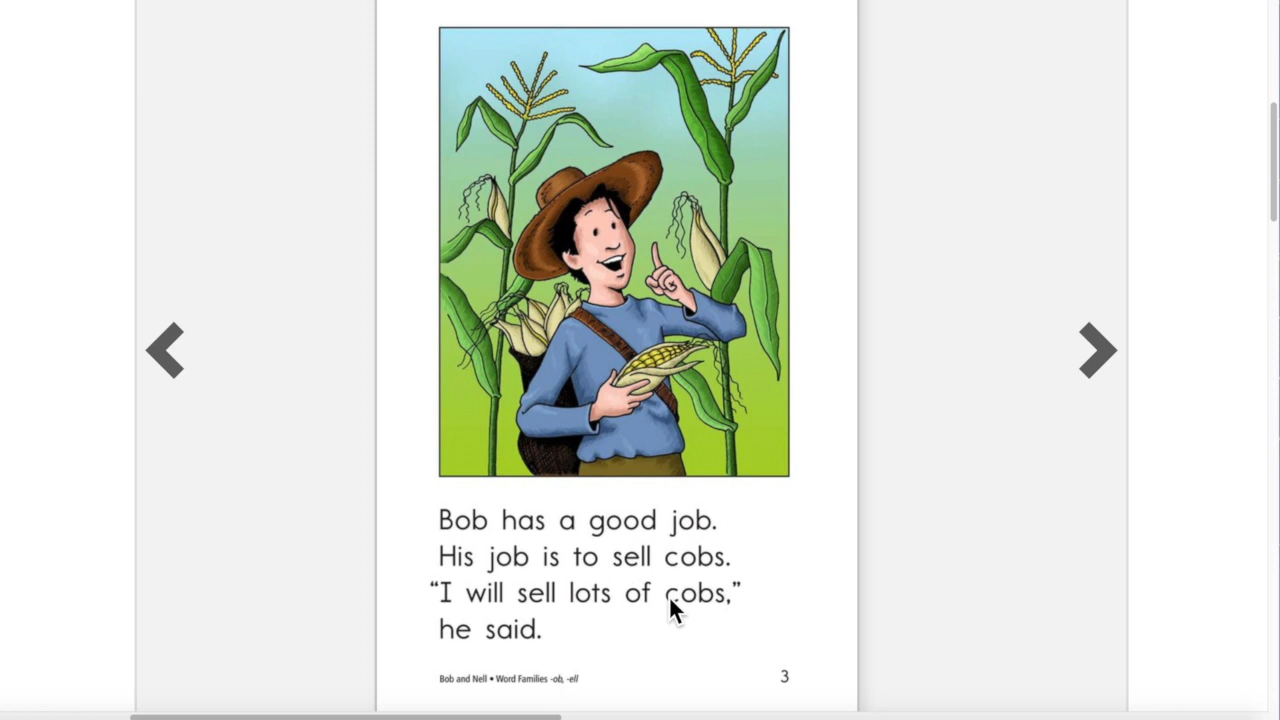 Bob has a good job.
His job is to sell cobs.
“I will sell lots of cobs,”
he said.
Bob and Nell • Word Families -ob, -ell 3